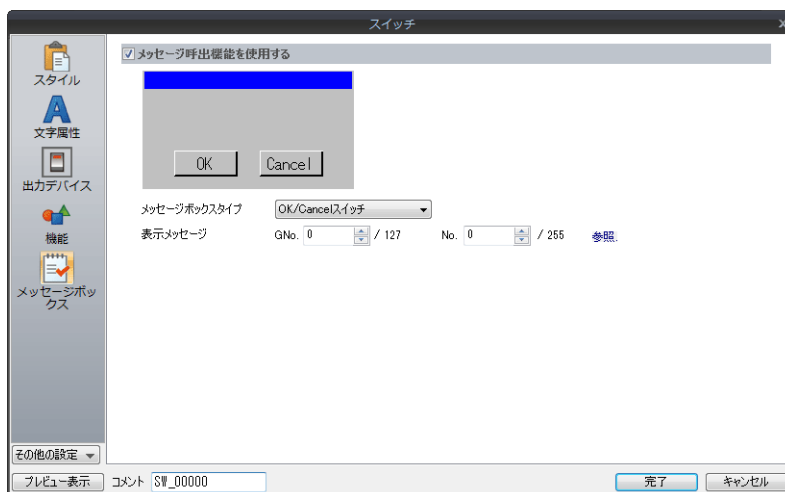 スイッチ
スタイル
文字属性
出力デバイス
機能
メッセージボッ
クス
その他の設定
メッセージ呼出機能を使用する
OK Cancel
メッセージボックスタイプ OK/Cancelスイッチ
表示メッセージ GNo. 0 / 127 No. 0 / 255 参照.
プレビュー表示 コメント SW_00000 完了 キャンセル